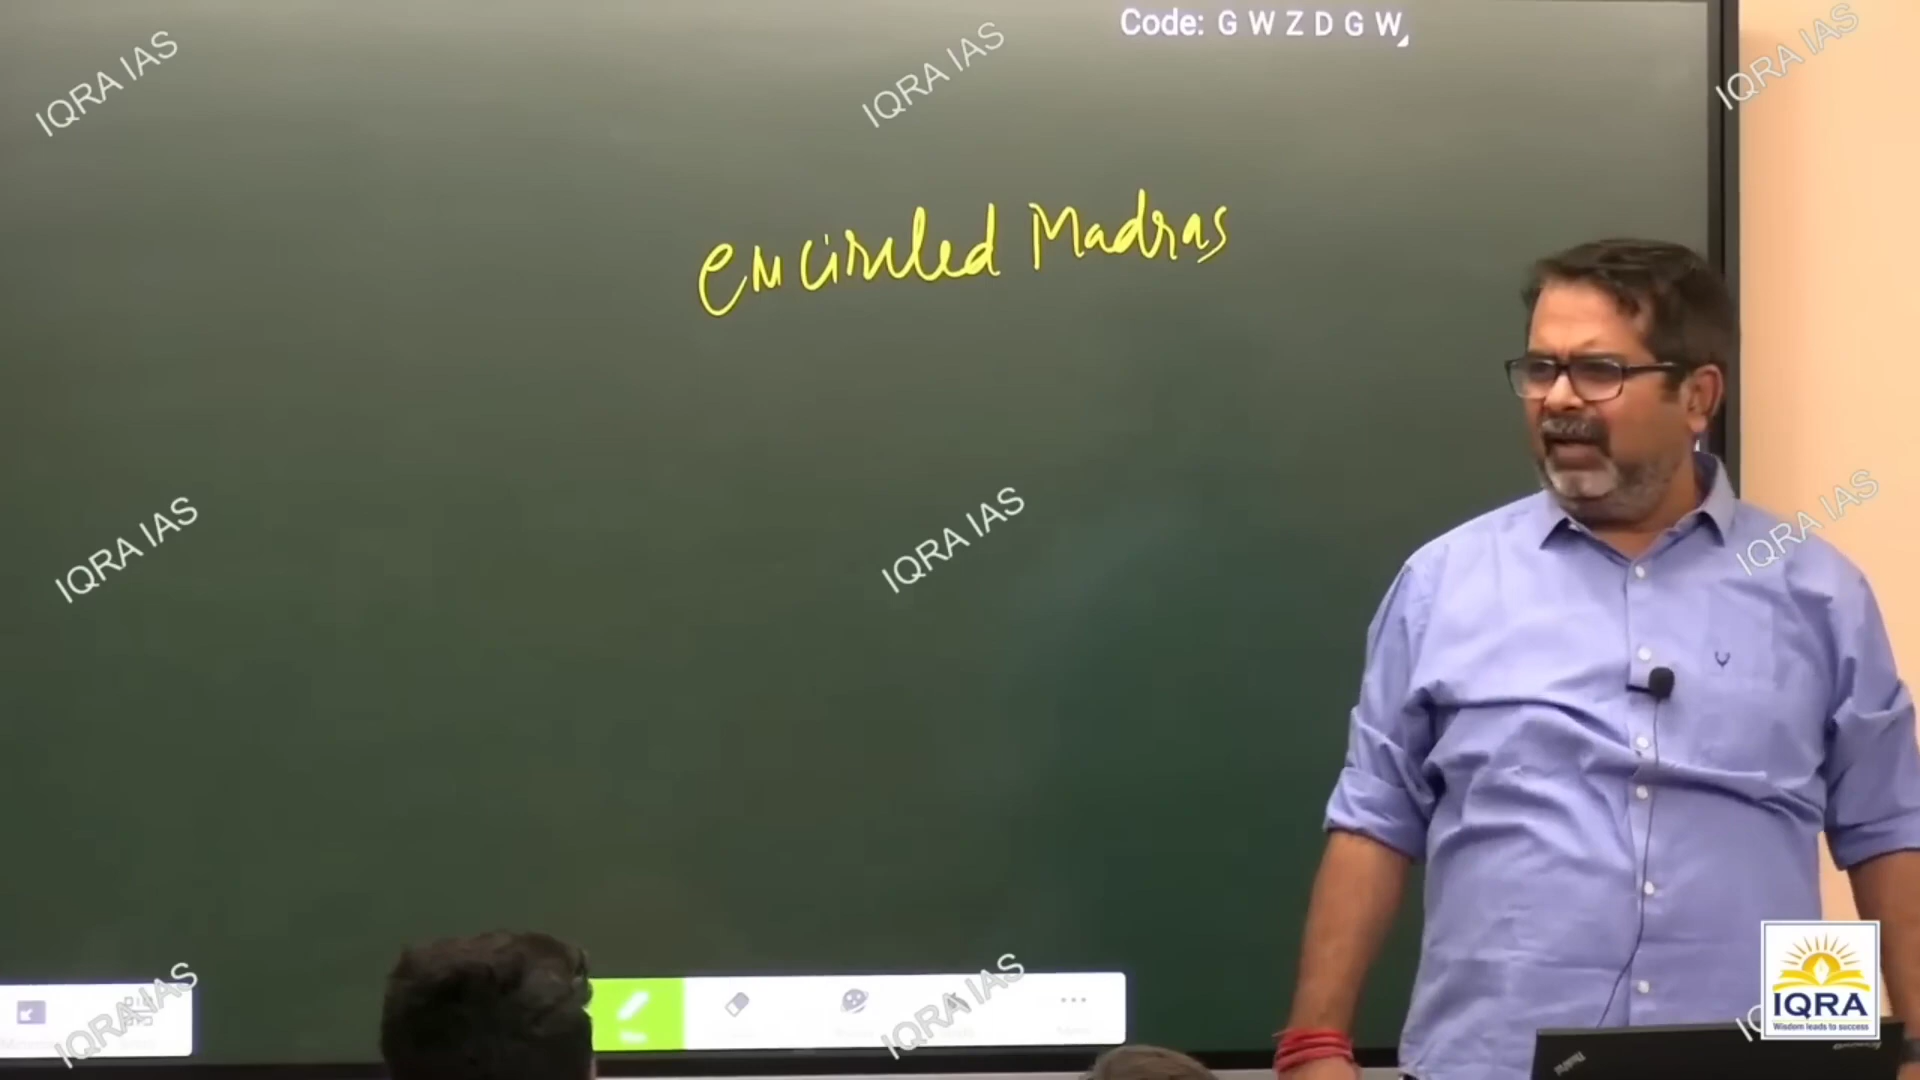 Code: G W Z D G W
IQRA IAS
IQRA IAS
IQRA IAS
encircled Madras
IQRA IAS
IQRA IAS
IQRA IAS
IQRA IAS
IQRA IAS
IQRA
Wisdom leads to success
ThinkPad